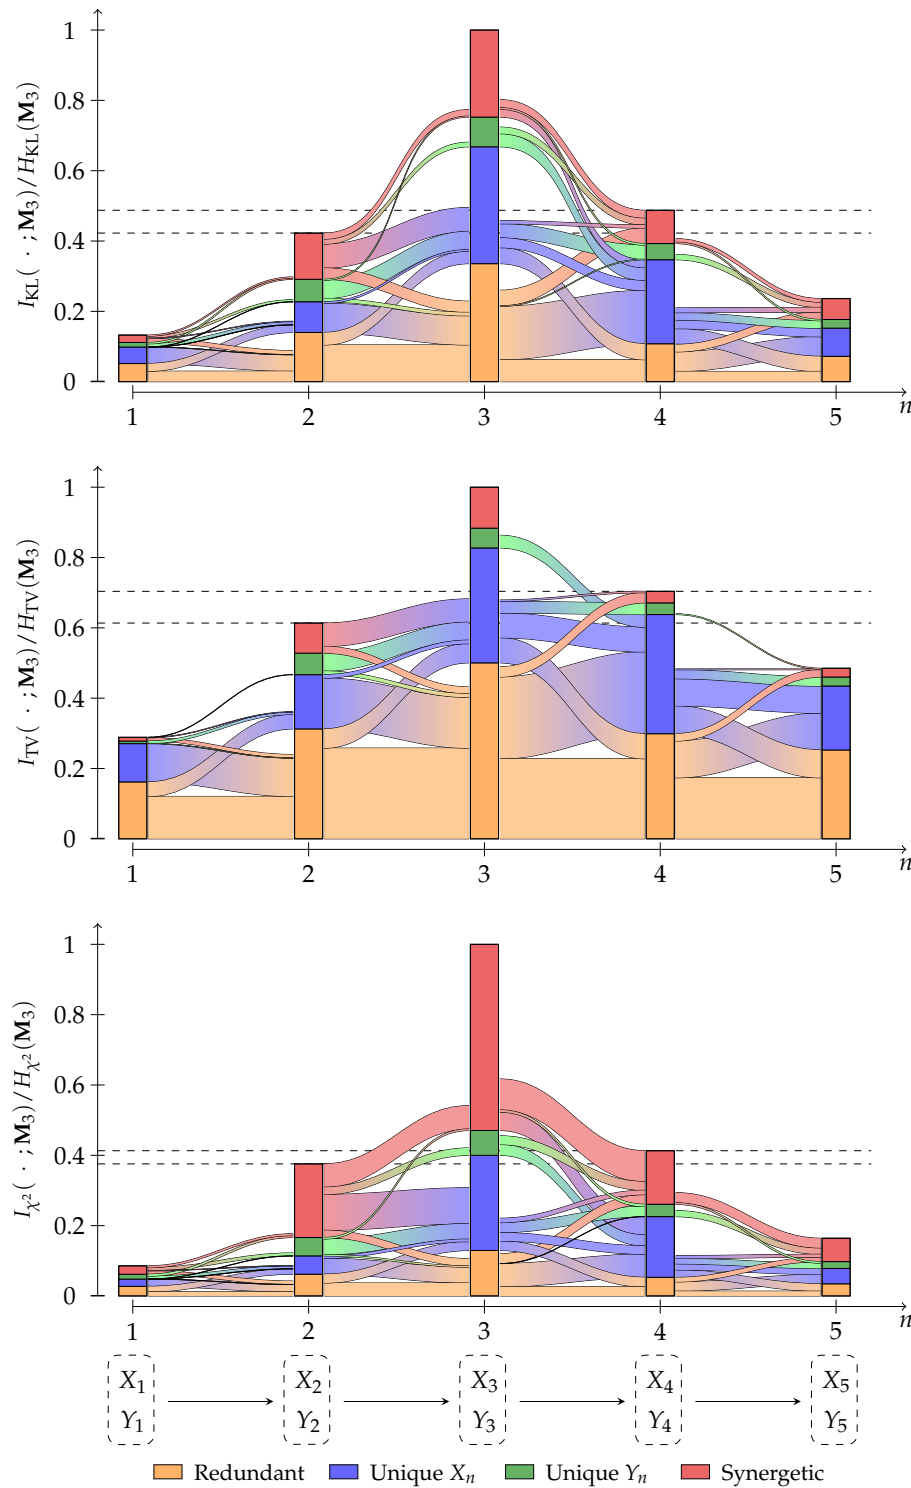 I_KL( · ; M_3)/H_KL(M_3)
1
0.8
0.6
0.4
0.2
0
1 2 3 4 5 n
I_TV( · ; M_3)/H_TV(M_3)
1
0.8
0.6
0.4
0.2
0
1 2 3 4 5 n
I_χ²( · ; M_3)/H_χ²(M_3)
1
0.8
0.6
0.4
0.2
0
1 2 3 4 5 n
X_1 X_2 X_3 X_4 X_5
Y_1 Y_2 Y_3 Y_4 Y_5
Redundant Unique X_n Unique Y_n Synergetic